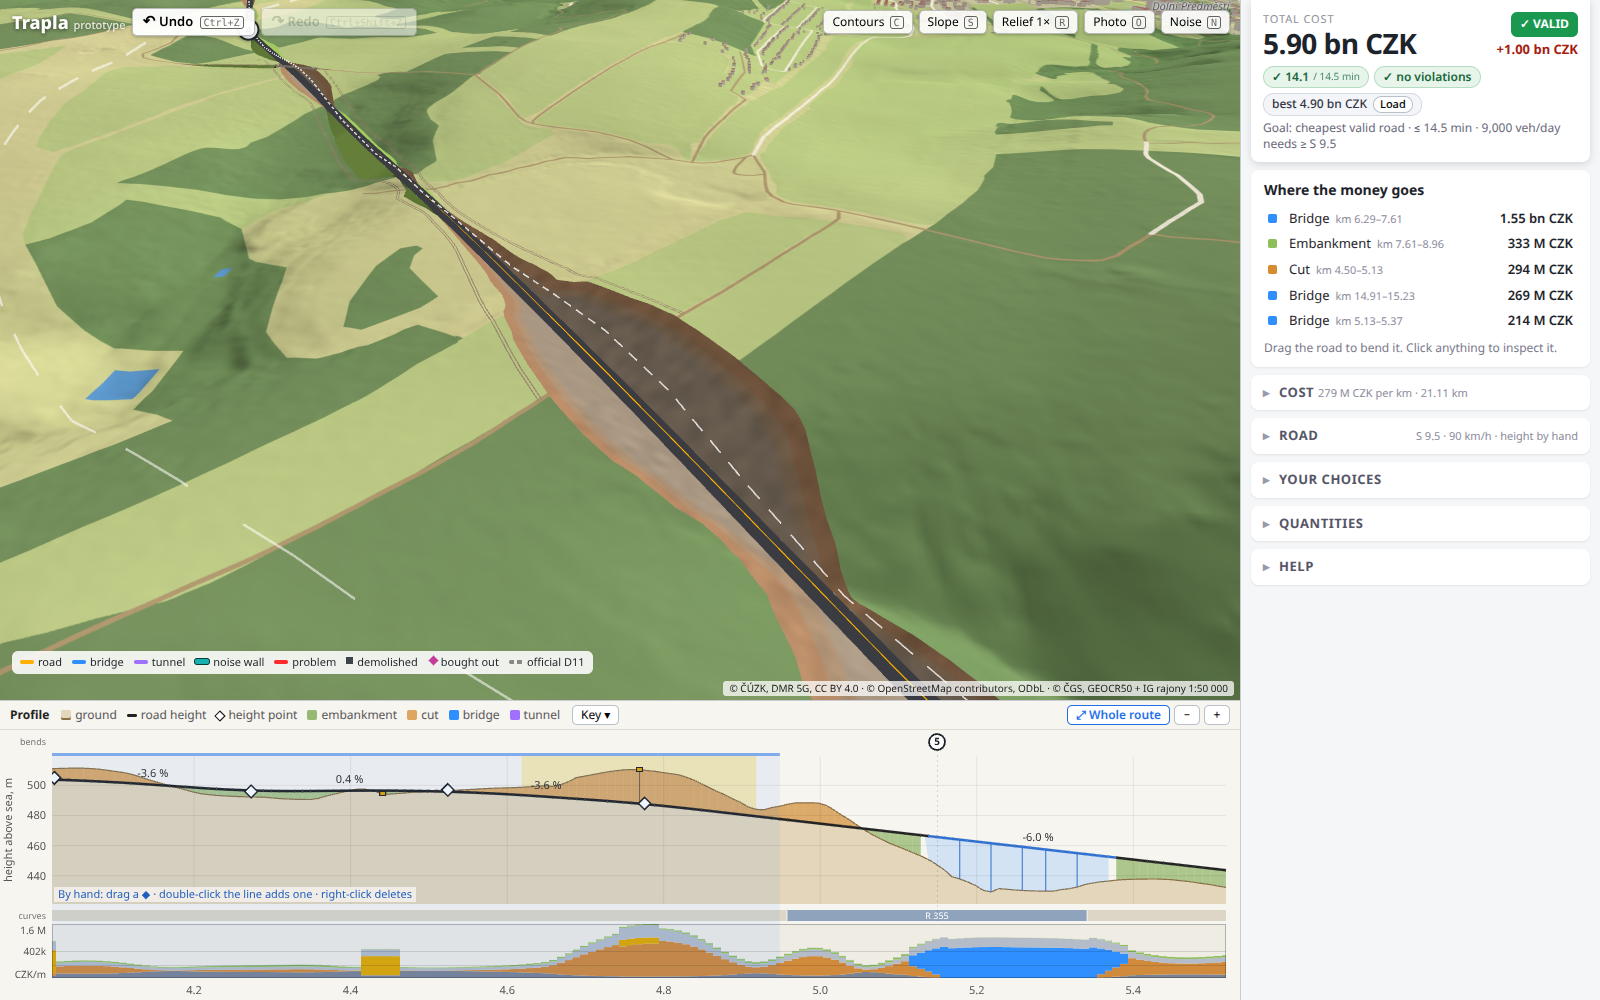 Trapla prototype
↶ Undo Ctrl+Z
↷ Redo Ctrl+Shift+Z
Contours C
Slope S
Relief 1× R
Photo O
Noise N
Dolní Předměstí
TOTAL COST
5.90 bn CZK
✓ VALID
+1.00 bn CZK
✓ 14.1 / 14.5 min
✓ no violations
best 4.90 bn CZK Load
Goal: cheapest valid road · ≤ 14.5 min · 9,000 veh/day
needs ≥ S 9.5
Where the money goes
Bridge km 6.29–7.61 1.55 bn CZK
Embankment km 7.61–8.96 333 M CZK
Cut km 4.50–5.13 294 M CZK
Bridge km 14.91–15.23 269 M CZK
Bridge km 5.13–5.37 214 M CZK
Drag the road to bend it. Click anything to inspect it.
▶ COST 279 M CZK per km · 21.11 km
▶ ROAD S 9.5 · 90 km/h · height by hand
▶ YOUR CHOICES
▶ QUANTITIES
▶ HELP
road bridge tunnel noise wall problem demolished bought out official D11
© ČÚZK, DMR 5G, CC BY 4.0 · © OpenStreetMap contributors, ODbL · © ČGS, GEOCR50 + IG rajony 1:50 000
Profile ground road height height point embankment cut bridge tunnel Key ▾
⤢ Whole route − +
bends
5
height above sea, m
500
480
460
440
-3.6 %
0.4 %
-3.6 %
-6.0 %
By hand: drag a ◆ · double-click the line adds one · right-click deletes
curves
R 355
1.6 M
402k
CZK/m
4.2 4.4 4.6 4.8 5.0 5.2 5.4